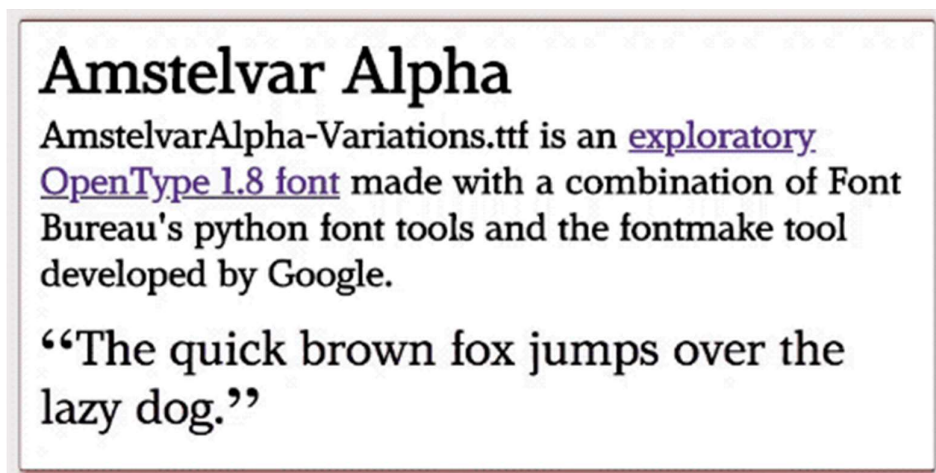 Amstelvar Alpha
AmstelvarAlpha-Variations.ttf is an exploratory
OpenType 1.8 font made with a combination of Font
Bureau's python font tools and the fontmake tool
developed by Google.
“The quick brown fox jumps over the
lazy dog.”